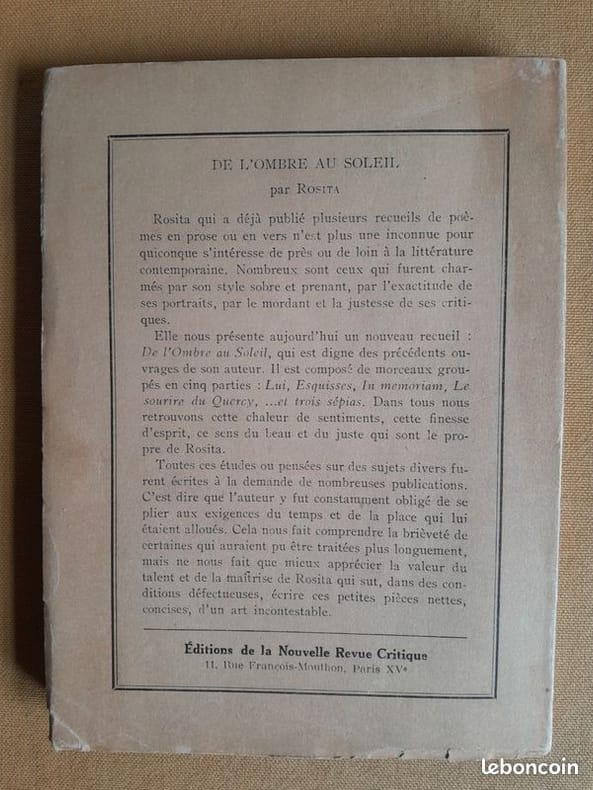 DE L'OMBRE AU SOLEIL
par ROSITA
Rosita qui a déjà publié plusieurs recueils de poè-
mes en prose ou en vers n'est plus une inconnue pour
quiconque s'intéresse de près ou de loin à la littérature
contemporaine. Nombreux sont ceux qui furent char-
més par son style sobre et prenant, par l'exactitude de
ses portraits, par le mordant et la justesse de ses criti-
ques.
Elle nous présente aujourd'hui un nouveau recueil :
De l'Ombre au Soleil, qui est digne des précédents ou-
vrages de son auteur. Il est composé de morceaux grou-
pés en cinq parties : Lui, Esquisses, In memoriam, Le
sourire du Quercy, ...et trois sépias. Dans tous nous
retrouvons cette chaleur de sentiments, cette finesse
d'esprit, ce sens du beau et du juste qui sont le pro-
pre de Rosita.
Toutes ces études ou pensées sur des sujets divers fu-
rent écrites à la demande de nombreuses publications.
C'est dire que l'auteur y fut constamment obligé de se
plier aux exigences du temps et de la place qui lui
étaient alloués. Cela nous fait comprendre la brièveté de
certaines qui auraient pu être traitées plus longuement,
mais ne nous fait que mieux apprécier la valeur du
talent et de la maîtrise de Rosita qui sut, dans des con-
ditions défectueuses, écrire ces petites pièces nettes,
concises, d'un art incontestable.
Éditions de la Nouvelle Revue Critique
11, Rue François-Mouthon, Paris XVe
leboncoin